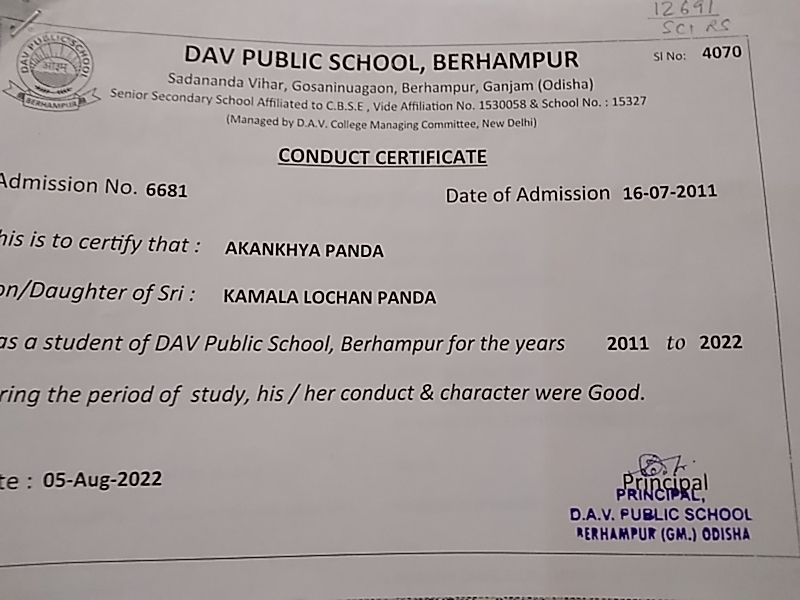 12691
SCI RS
DAV PUBLIC SCHOOL, BERHAMPUR
Sl No: 4070
Sadananda Vihar, Gosaninuagaon, Berhampur, Ganjam (Odisha)
Senior Secondary School Affiliated to C.B.S.E , Vide Affiliation No. 1530058 & School No. : 15327
(Managed by D.A.V. College Managing Committee, New Delhi)
DAV PUBLIC SCHOOL
ओ३म्
BERHAMPUR
CONDUCT CERTIFICATE
Admission No. 6681
Date of Admission 16-07-2011
his is to certify that : AKANKHYA PANDA
on/Daughter of Sri : KAMALA LOCHAN PANDA
as a student of DAV Public School, Berhampur for the years 2011 to 2022
ring the period of study, his / her conduct & character were Good.
te : 05-Aug-2022
Principal
PRINCIPAL,
D.A.V. PUBLIC SCHOOL
BERHAMPUR (GM.) ODISHA